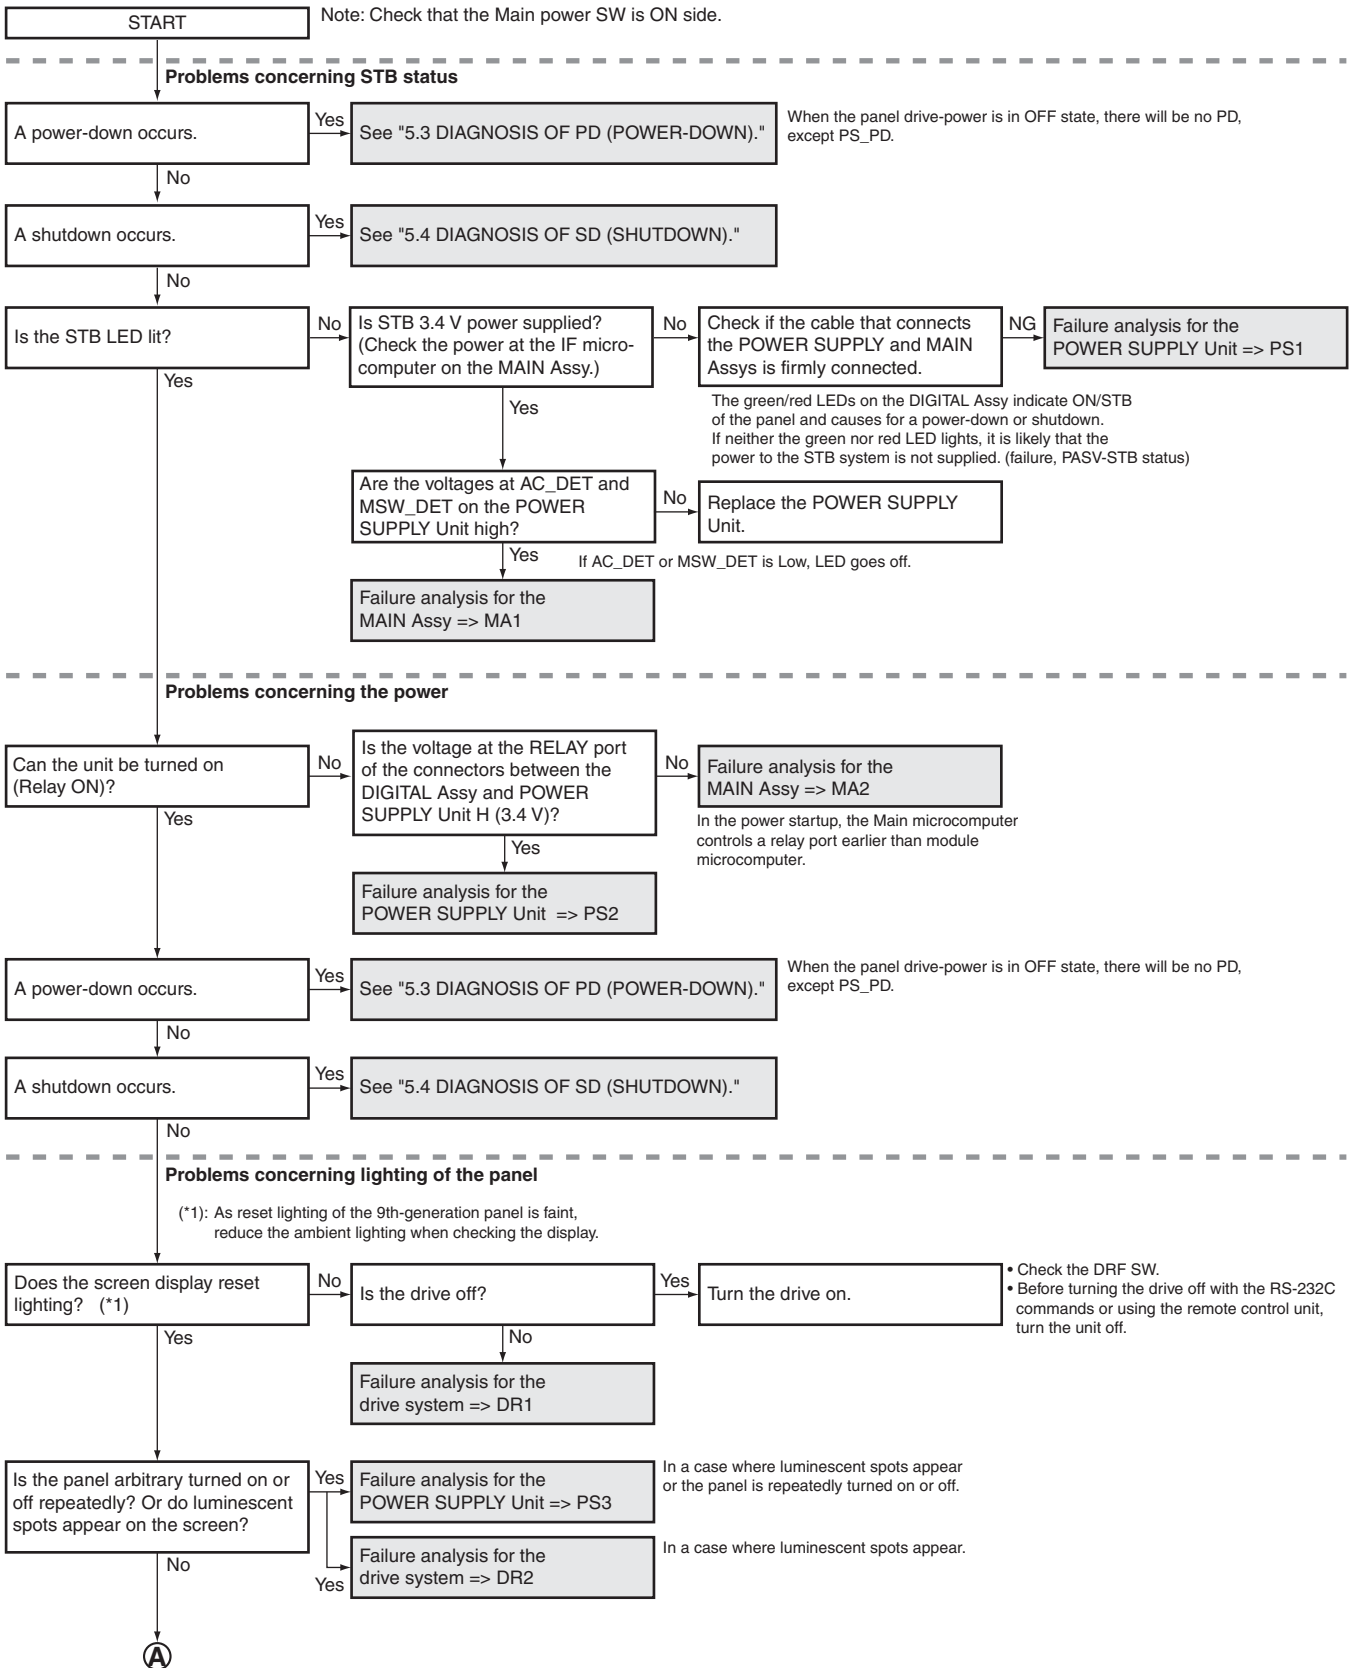 START
Note: Check that the Main power SW is ON side.
Problems concerning STB status
A power-down occurs.
Yes
See "5.3 DIAGNOSIS OF PD (POWER-DOWN)."
When the panel drive-power is in OFF state, there will be no PD,
except PS_PD.
No
A shutdown occurs.
Yes
See "5.4 DIAGNOSIS OF SD (SHUTDOWN)."
No
Is the STB LED lit?
No
Is STB 3.4 V power supplied?
(Check the power at the IF micro-
computer on the MAIN Assy.)
No
Check if the cable that connects
the POWER SUPPLY and MAIN
Assys is firmly connected.
NG
Failure analysis for the
POWER SUPPLY Unit => PS1
Yes
Yes
The green/red LEDs on the DIGITAL Assy indicate ON/STB
of the panel and causes for a power-down or shutdown.
If neither the green nor red LED lights, it is likely that the
power to the STB system is not supplied. (failure, PASV-STB status)
Are the voltages at AC_DET and
MSW_DET on the POWER
SUPPLY Unit high?
No
Replace the POWER SUPPLY
Unit.
Yes
If AC_DET or MSW_DET is Low, LED goes off.
Failure analysis for the
MAIN Assy => MA1
Problems concerning the power
Can the unit be turned on
(Relay ON)?
No
Is the voltage at the RELAY port
of the connectors between the
DIGITAL Assy and POWER
SUPPLY Unit H (3.4 V)?
No
Failure analysis for the
MAIN Assy => MA2
In the power startup, the Main microcomputer
controls a relay port earlier than module
microcomputer.
Yes
Yes
Failure analysis for the
POWER SUPPLY Unit => PS2
A power-down occurs.
Yes
See "5.3 DIAGNOSIS OF PD (POWER-DOWN)."
When the panel drive-power is in OFF state, there will be no PD,
except PS_PD.
No
A shutdown occurs.
Yes
See "5.4 DIAGNOSIS OF SD (SHUTDOWN)."
No
Problems concerning lighting of the panel
(*1): As reset lighting of the 9th-generation panel is faint,
reduce the ambient lighting when checking the display.
Does the screen display reset
lighting? (*1)
No
Is the drive off?
Yes
Turn the drive on.
• Check the DRF SW.
• Before turning the drive off with the RS-232C
commands or using the remote control unit,
turn the unit off.
Yes
No
Failure analysis for the
drive system => DR1
Is the panel arbitrary turned on or
off repeatedly? Or do luminescent
spots appear on the screen?
Yes
Failure analysis for the
POWER SUPPLY Unit => PS3
In a case where luminescent spots appear
or the panel is repeatedly turned on or off.
No
Yes
Failure analysis for the
drive system => DR2
In a case where luminescent spots appear.
A